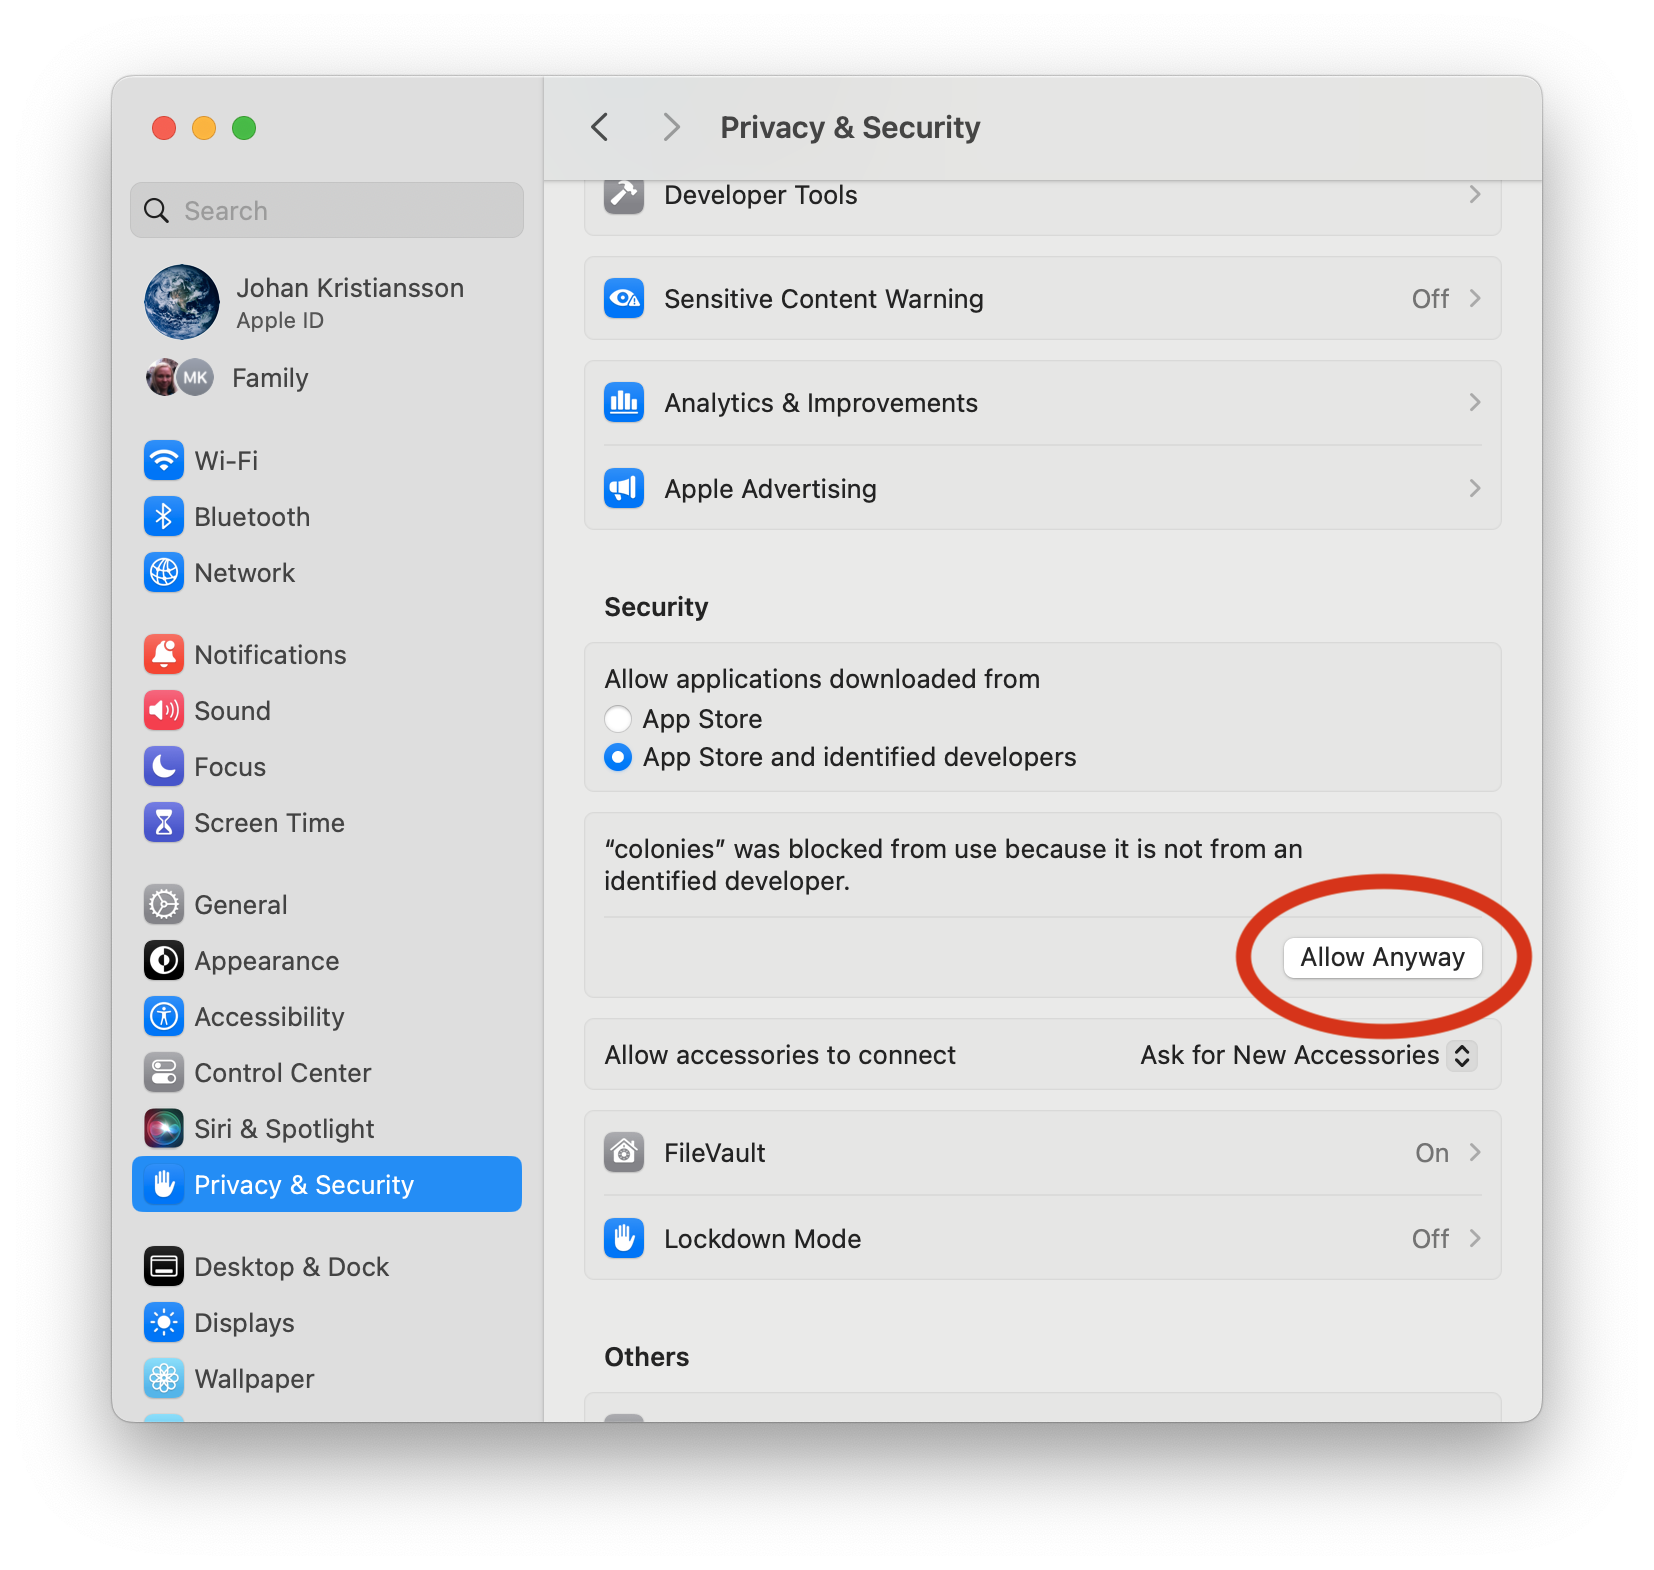 Search
Johan Kristiansson
Apple ID
MK
Family
Wi-Fi
Bluetooth
Network
Notifications
Sound
Focus
Screen Time
General
Appearance
Accessibility
Control Center
Siri & Spotlight
Privacy & Security
Desktop & Dock
Displays
Wallpaper
Privacy & Security
Developer Tools
Sensitive Content Warning Off
Analytics & Improvements
Apple Advertising
Security
Allow applications downloaded from
App Store
App Store and identified developers
“colonies” was blocked from use because it is not from an
identified developer.
Allow Anyway
Allow accessories to connect Ask for New Accessories
FileVault On
Lockdown Mode Off
Others